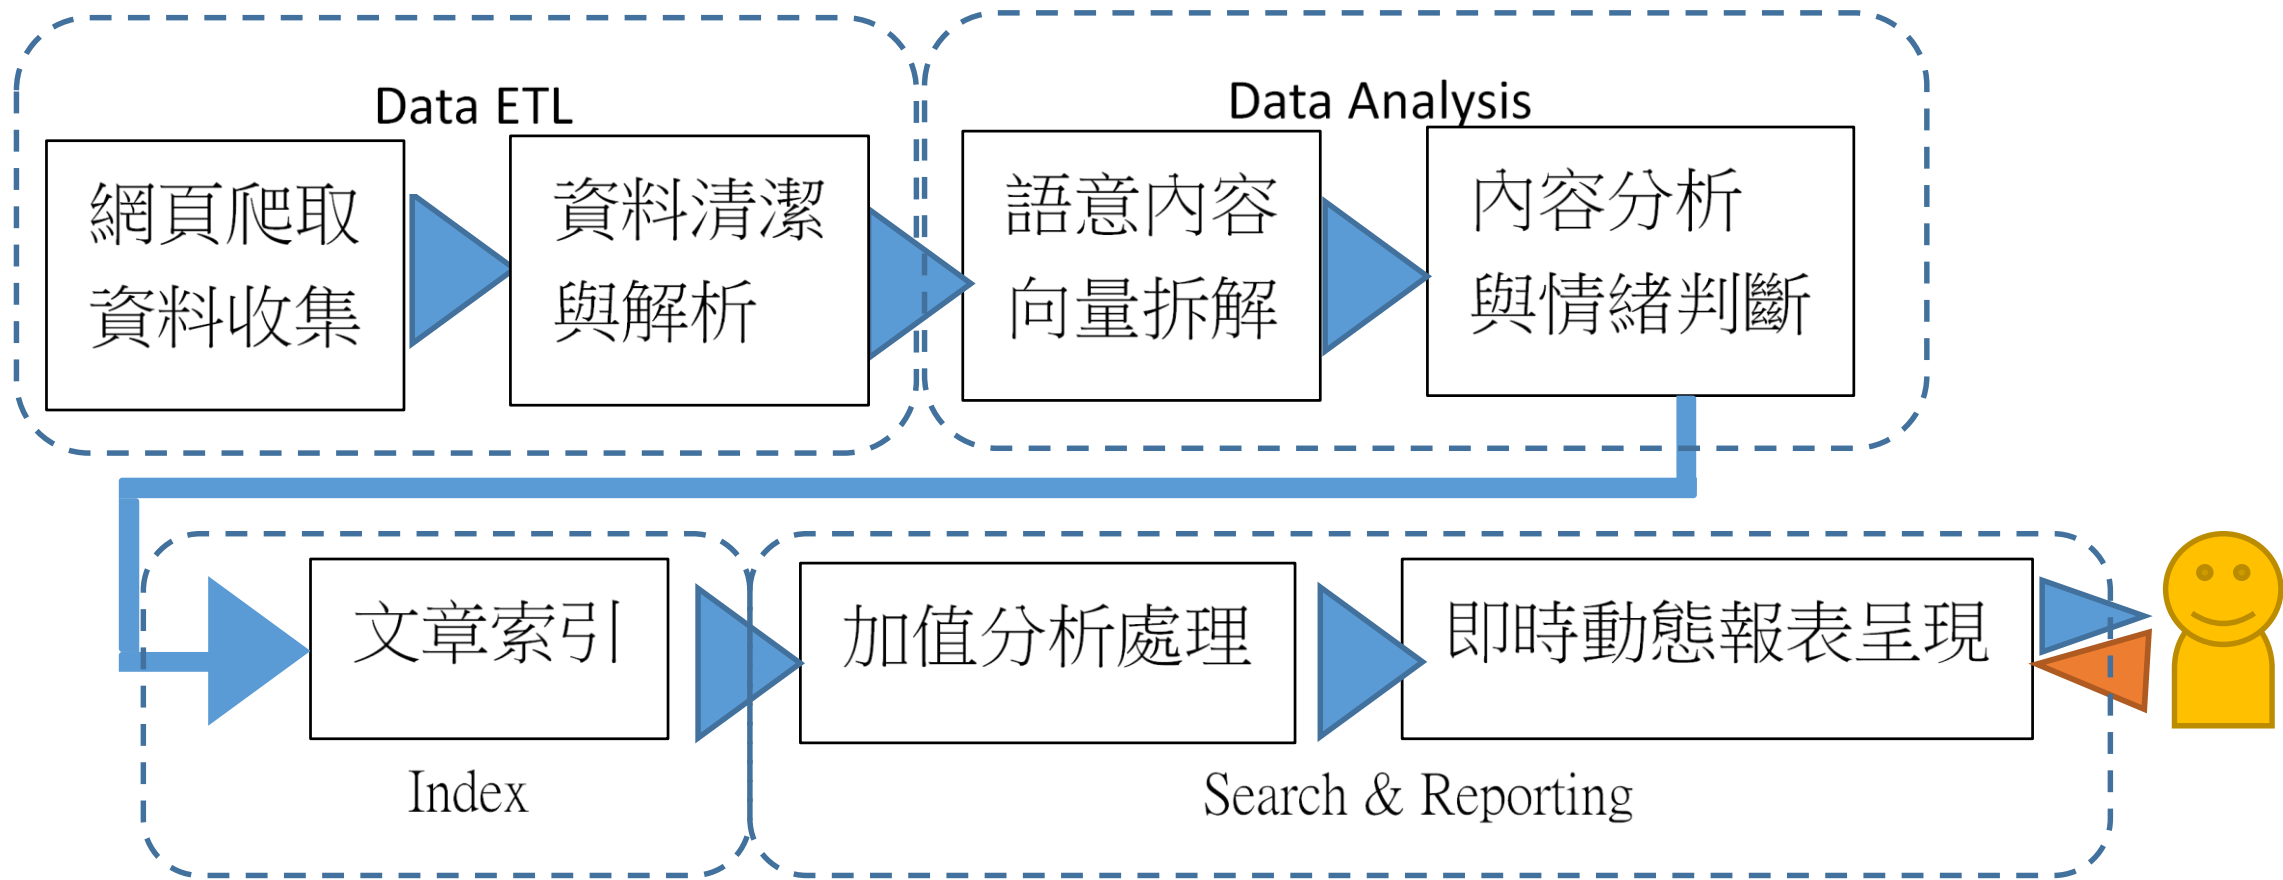 Data ETL
網頁爬取
資料收集
資料清潔
與解析
Data Analysis
語意內容
向量拆解
內容分析
與情緒判斷
文章索引
Index
加值分析處理
即時動態報表呈現
Search & Reporting